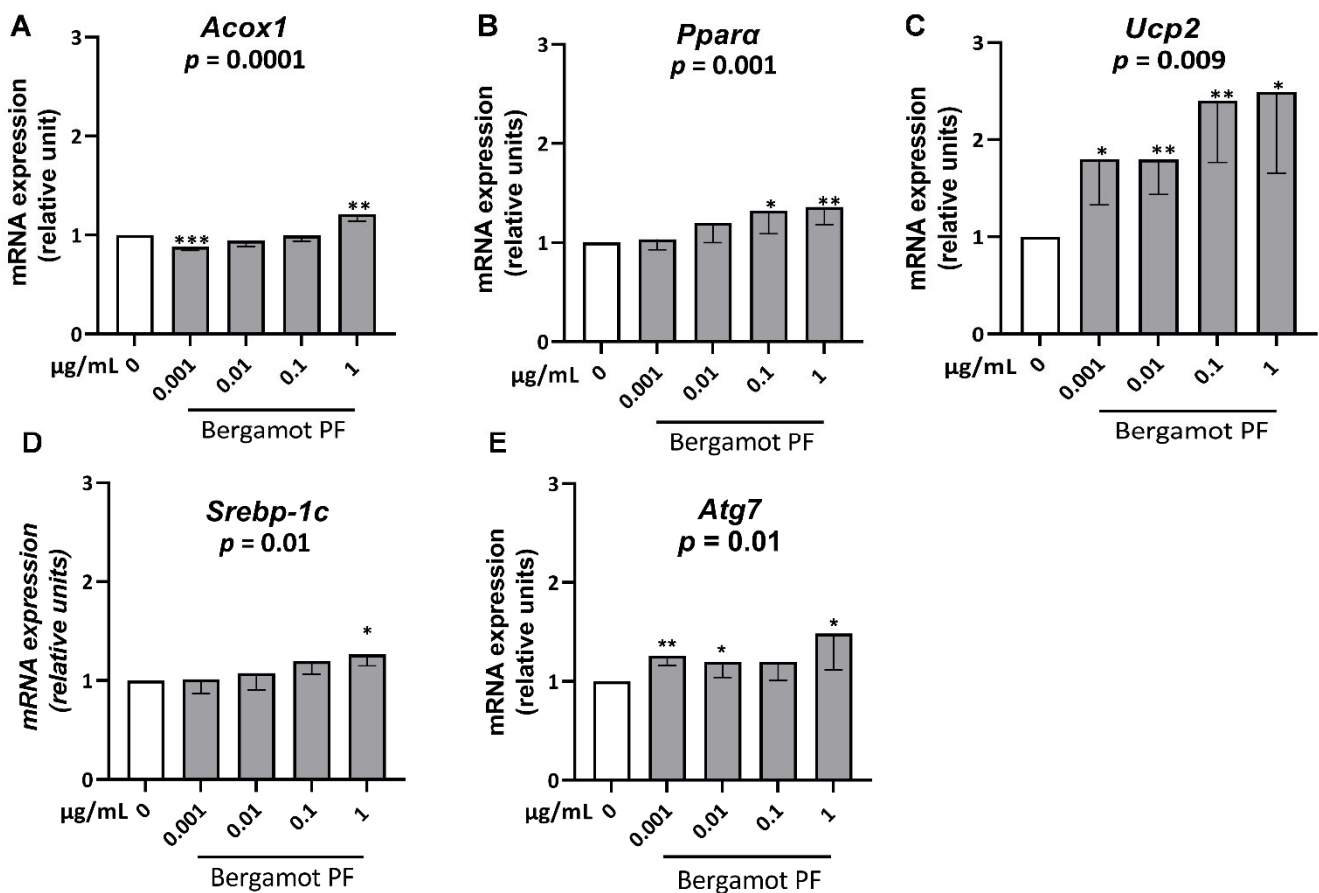 A
Acox1
p = 0.0001
mRNA expression
(relative unit)
3
2
1
0
***
**
µg/mL 0 0.001 0.01 0.1 1
Bergamot PF
B
Pparα
p = 0.001
mRNA expression
(relative units)
3
2
1
0
*
**
µg/mL 0 0.001 0.01 0.1 1
Bergamot PF
C
Ucp2
p = 0.009
mRNA expression
(relative units)
3
2
1
0
*
**
**
*
µg/mL 0 0.001 0.01 0.1 1
Bergamot PF
D
Srebp-1c
p = 0.01
mRNA expression
(relative units)
3
2
1
0
*
µg/mL 0 0.001 0.01 0.1 1
Bergamot PF
E
Atg7
p = 0.01
mRNA expression
(relative units)
3
2
1
0
**
*
*
µg/mL 0 0.001 0.01 0.1 1
Bergamot PF